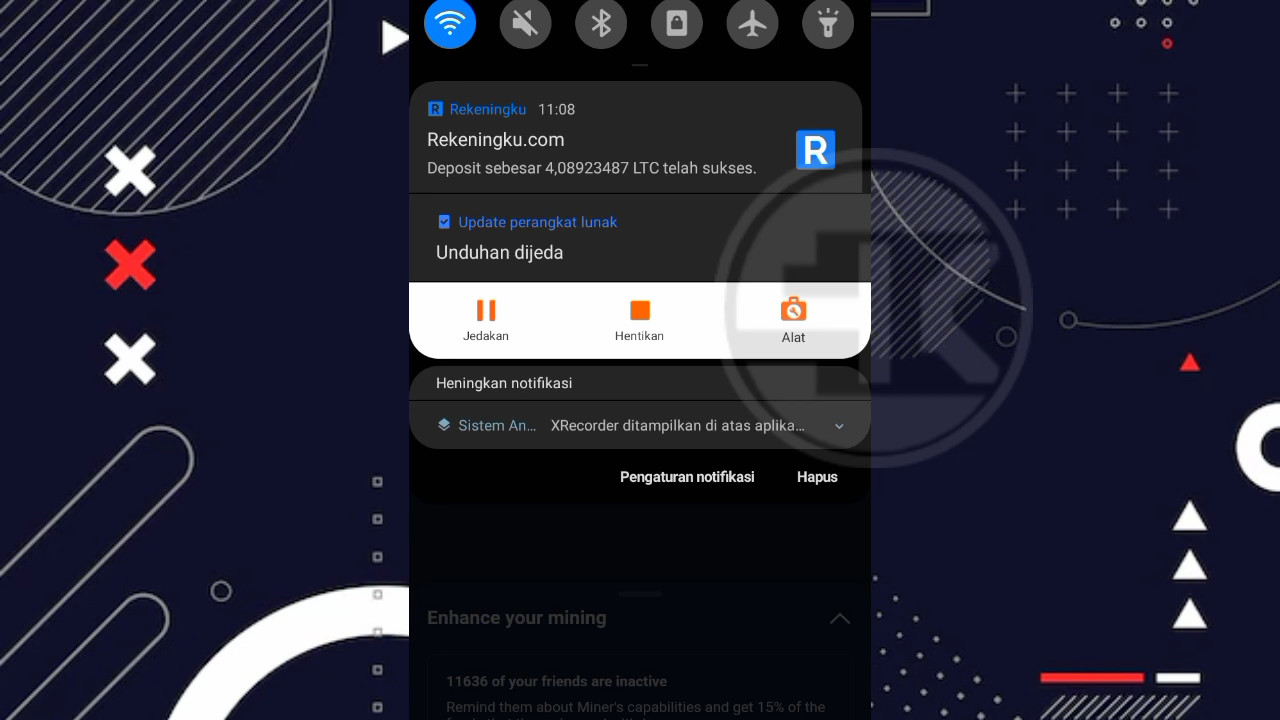 Rekeningku 11:08
Rekeningku.com
Deposit sebesar 4,08923487 LTC telah sukses.
R
Update perangkat lunak
Unduhan dijeda
Jedakan Hentikan Alat
Heningkan notifikasi
Sistem An... XRecorder ditampilkan di atas aplika...
Pengaturan notifikasi Hapus
Enhance your mining
11636 of your friends are inactive
Remind them about Miner's capabilities and get 15% of the